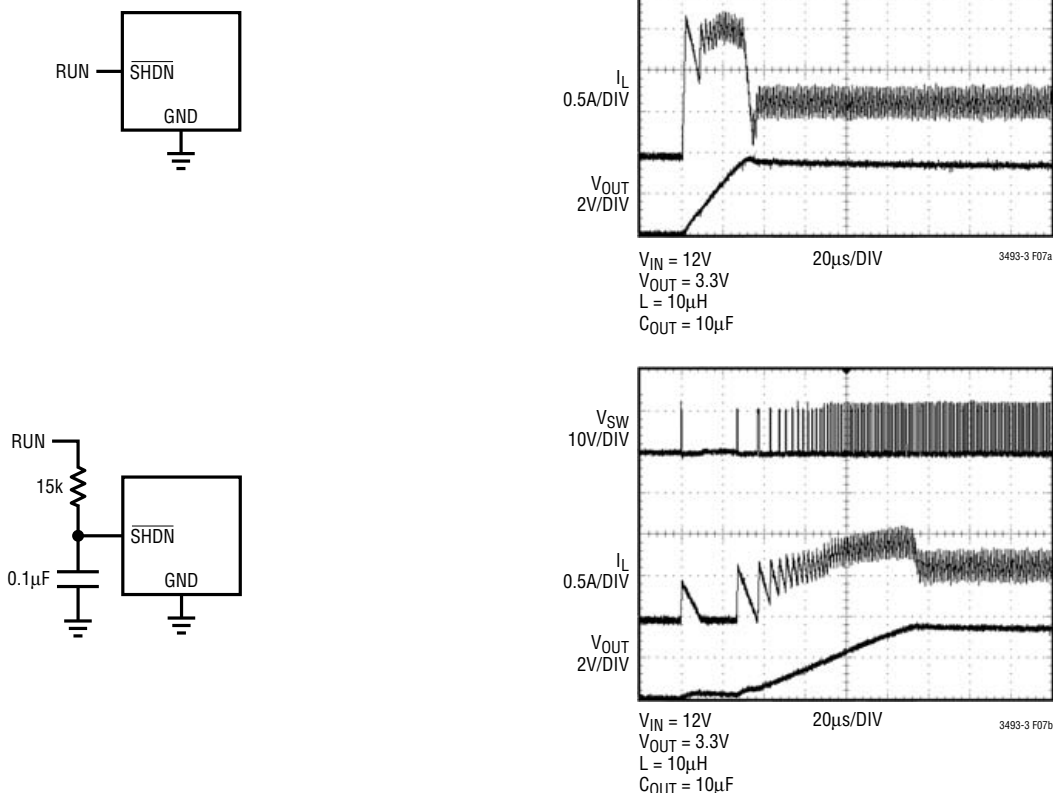 RUN
SHDN
GND
I_L
0.5A/DIV
V_OUT
2V/DIV
V_IN = 12V
V_OUT = 3.3V
L = 10µH
C_OUT = 10µF
20µs/DIV
3493-3 F07a
RUN
15k
0.1µF
SHDN
GND
V_SW
10V/DIV
I_L
0.5A/DIV
V_OUT
2V/DIV
V_IN = 12V
V_OUT = 3.3V
L = 10µH
C_OUT = 10µF
20µs/DIV
3493-3 F07b